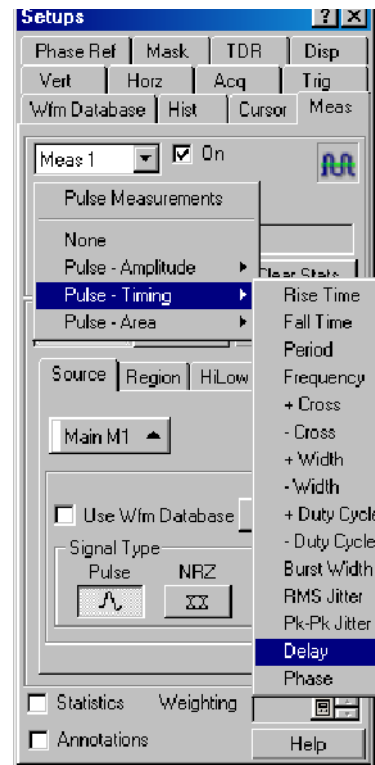 Setups
Phase Ref Mask TDR Disp
Vert Horz Acq Trig
Wfm Database Hist Cursor Meas
Meas 1 On
Pulse Measurements
None
Pulse - Amplitude
Clear Stats
Pulse - Timing
Pulse - Area
Rise Time
Fall Time
Period
Frequency
+ Cross
- Cross
+ Width
- Width
+ Duty Cycle
- Duty Cycle
Burst Width
RMS Jitter
Pk-Pk Jitter
Delay
Phase
Source Region HiLow
Main M1
Use Wfm Database
Signal Type
Pulse NRZ
Statistics Weighting
Annotations Help